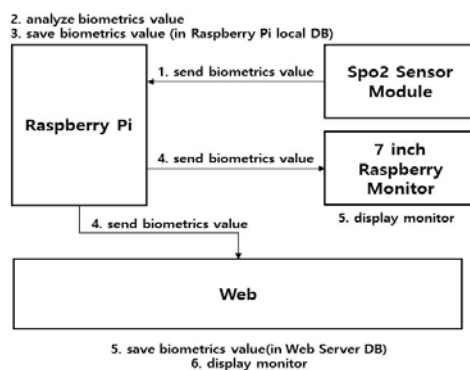 2. analyze biometrics value
3. save biometrics value (in Raspberry Pi local DB)
1. send biometrics value
Spo2 Sensor
Module
Raspberry Pi
4. send biometrics value
7 inch
Raspberry
Monitor
5. display monitor
4. send biometrics value
Web
5. save biometrics value(in Web Server DB)
6. display monitor